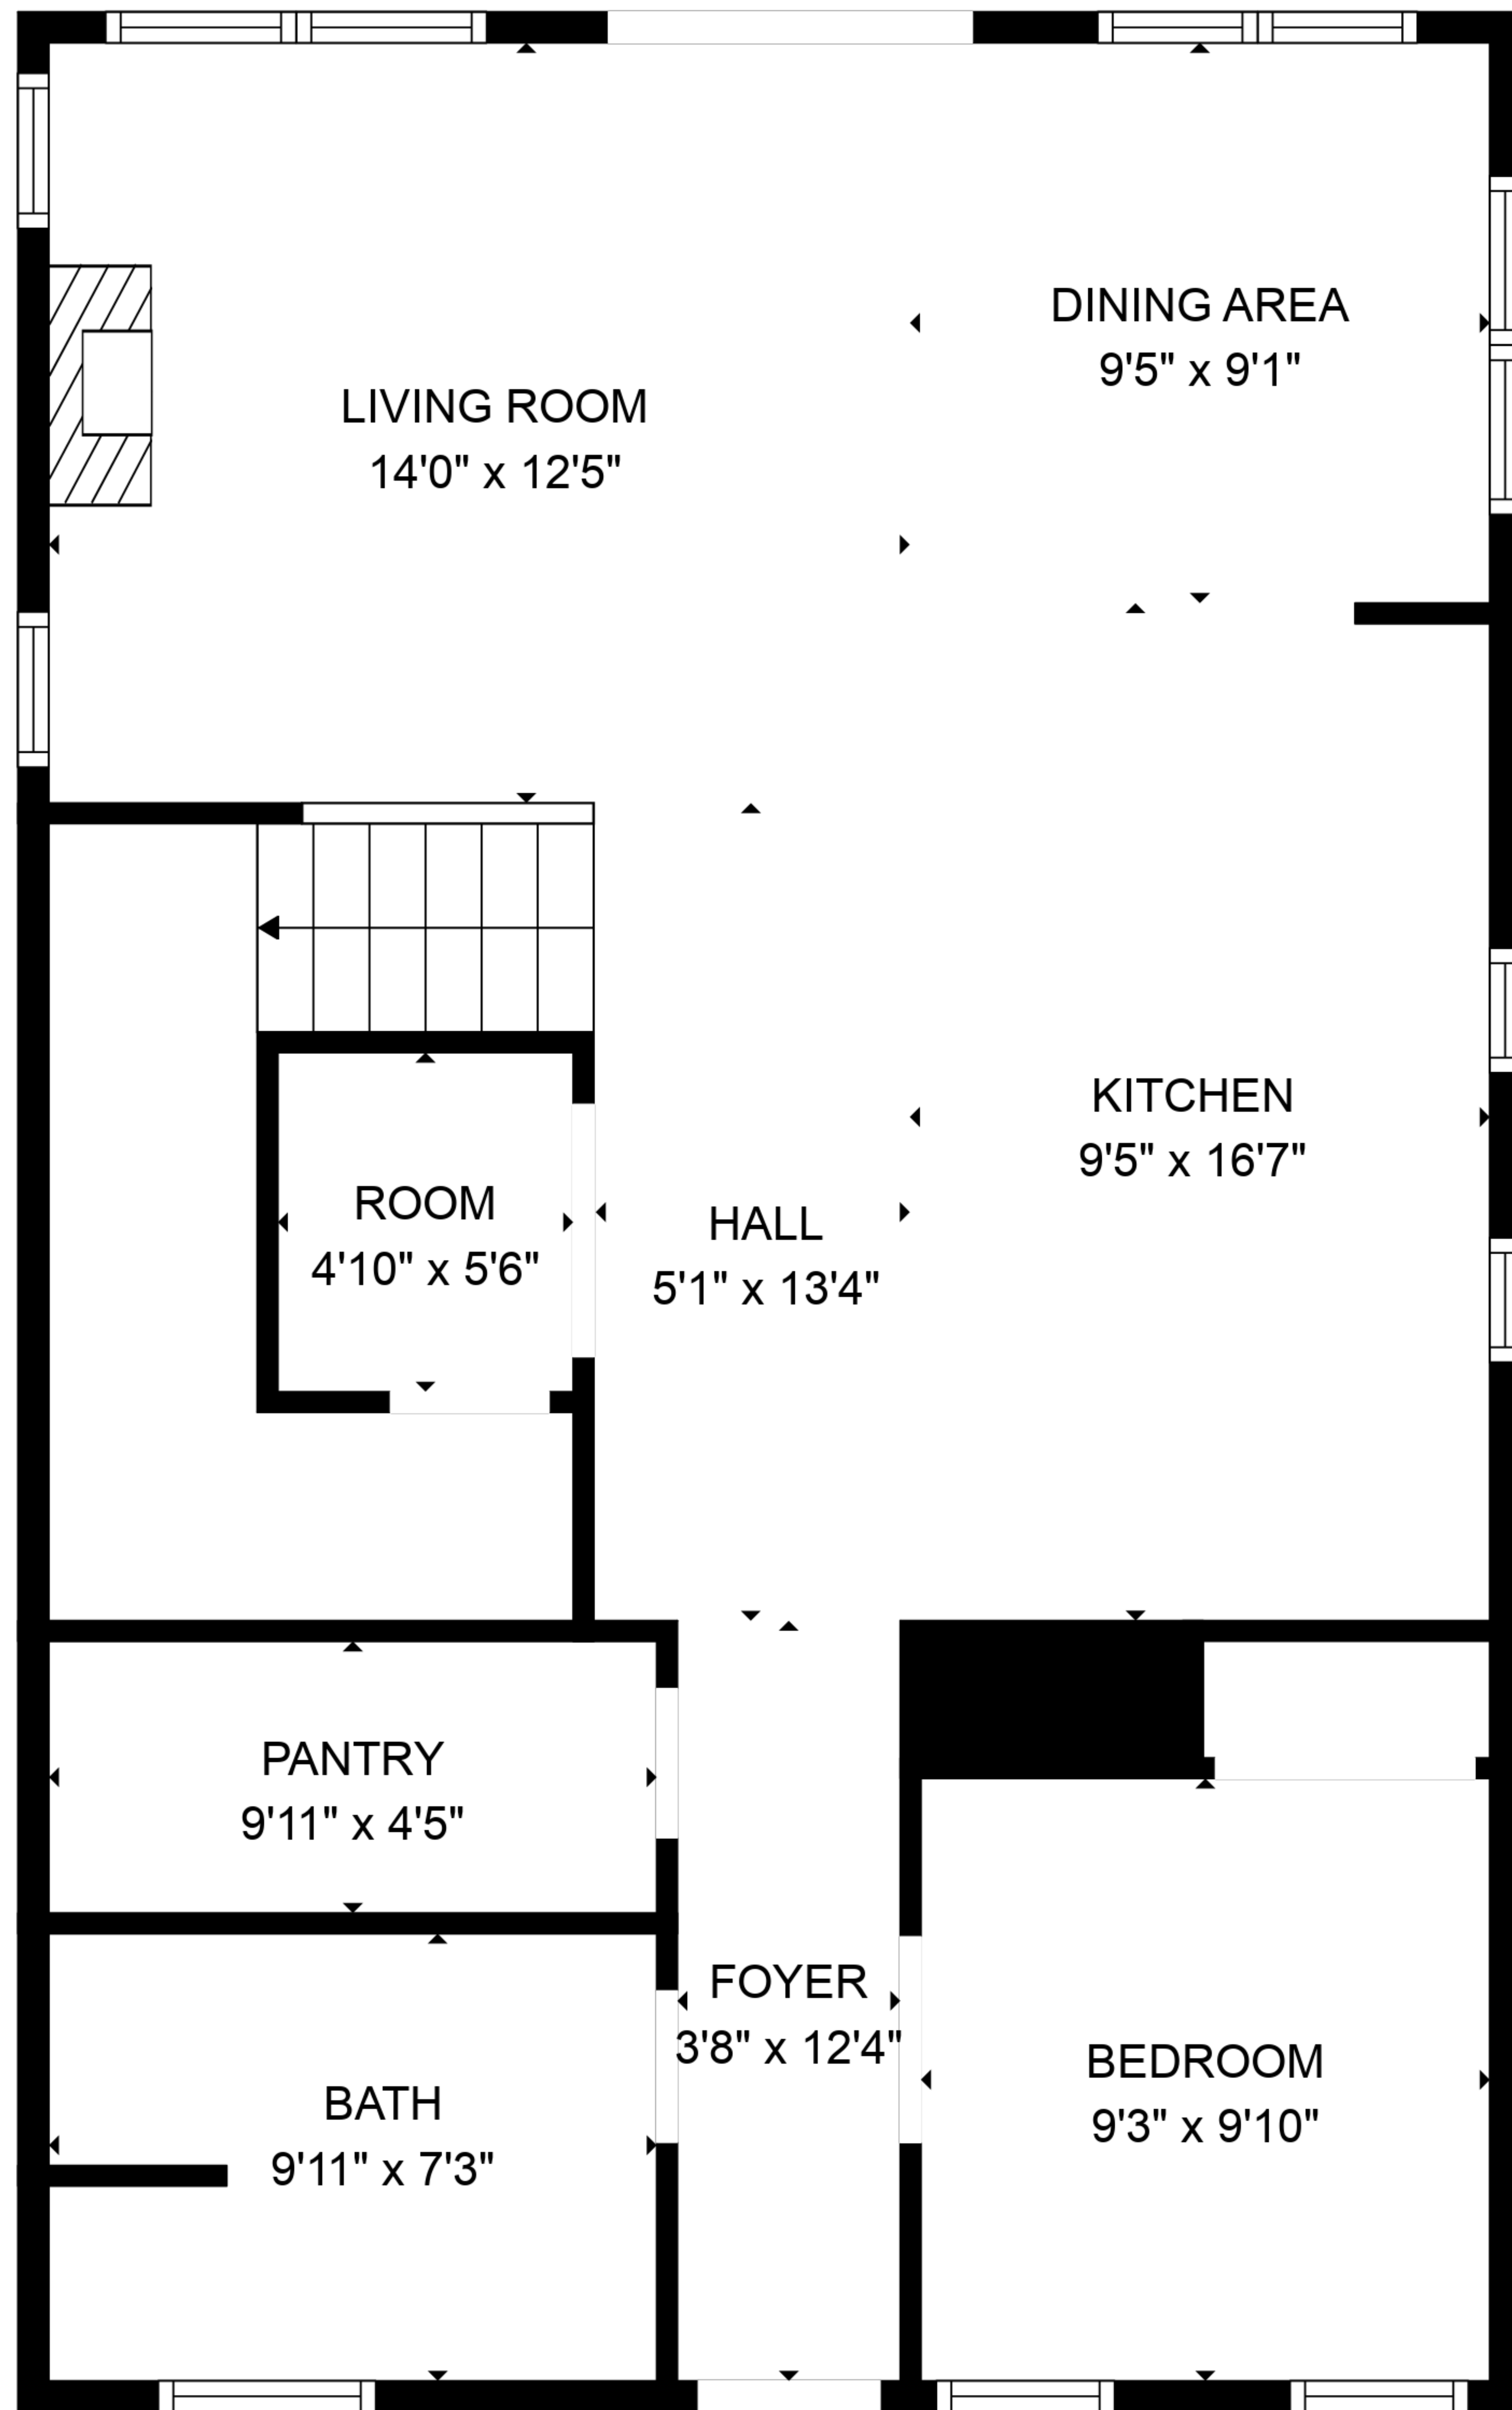 DINING AREA
9'5" x 9'1"
LIVING ROOM
14'0" x 12'5"
KITCHEN
9'5" x 16'7"
ROOM
4'10" x 5'6"
HALL
5'1" x 13'4"
PANTRY
9'11" x 4'5"
FOYER
3'8" x 12'4"
BEDROOM
9'3" x 9'10"
BATH
9'11" x 7'3"